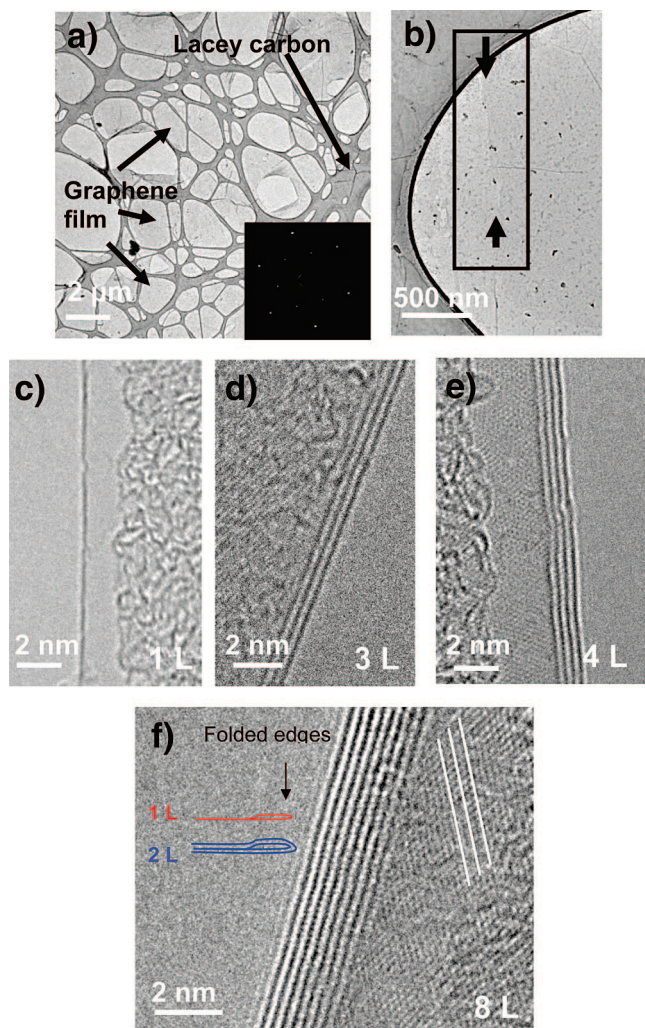 a)
Lacey carbon
Graphene
film
2 µm
b)
500 nm
c)
2 nm
1 L
d)
2 nm
3 L
e)
2 nm
4 L
f)
Folded edges
1 L
2 L
2 nm
8 L